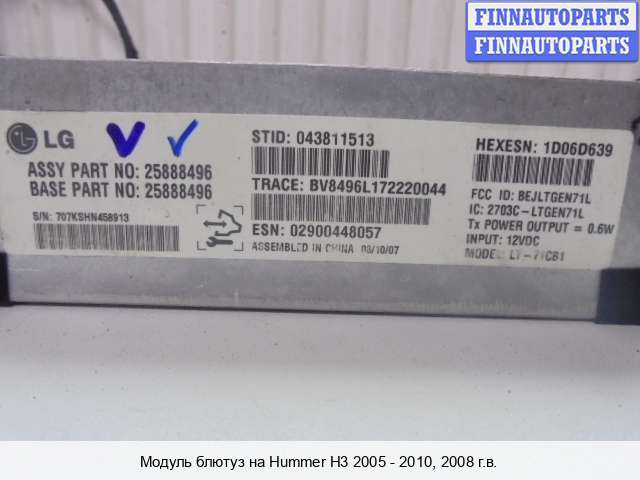 FINNAUTOPARTS
FINNAUTOPARTS
LG
ASSY PART NO: 25888496
BASE PART NO: 25888496
S/N: 707KSHN458913
STID: 043811513
TRACE: BV8496L172220044
ESN: 02900448057
ASSEMBLED IN CHINA 08/10/07
HEXESN: 1D06D639
FCC ID: BEJLTGEN71L
IC: 2703C-LTGEN71L
Tx POWER OUTPUT = 0.6W
INPUT: 12VDC
MODEL:
Модуль блютуз на Hummer H3 2005 - 2010, 2008 г.в.